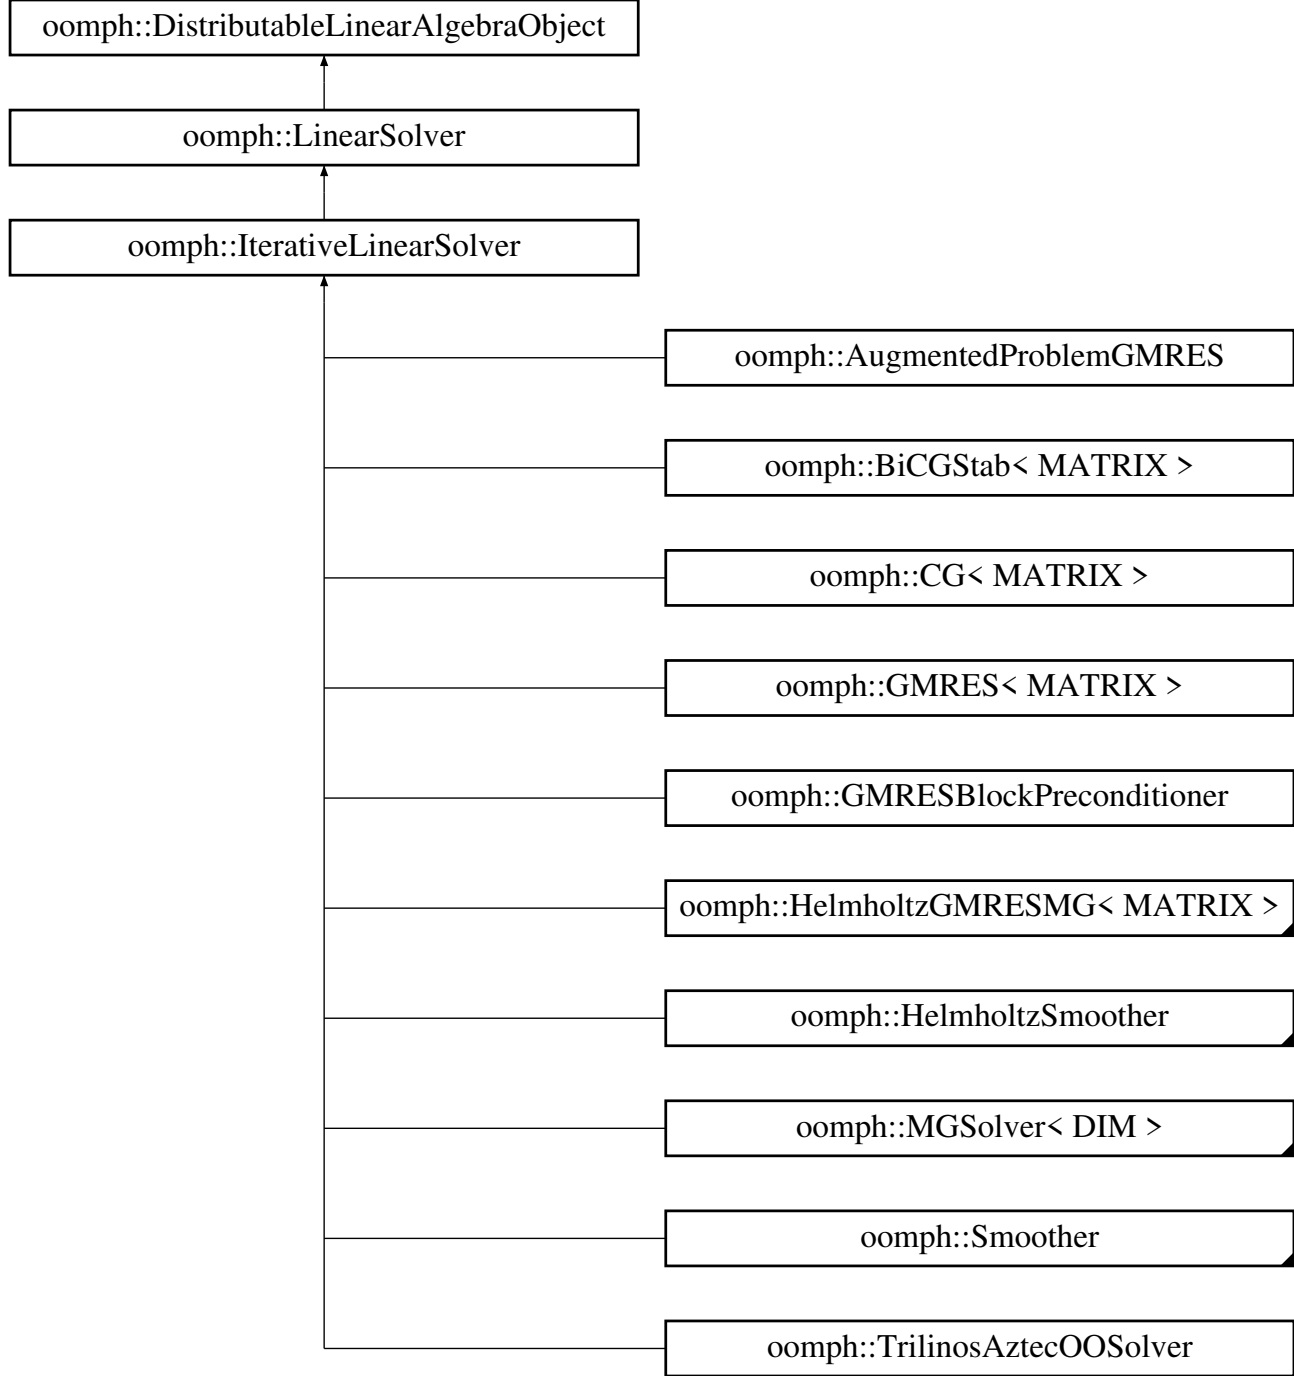 oomph::DistributableLinearAlgebraObject
oomph::LinearSolver
oomph::IterativeLinearSolver
oomph::AugmentedProblemGMRES
oomph::BiCGStab< MATRIX >
oomph::CG< MATRIX >
oomph::GMRES< MATRIX >
oomph::GMRESBlockPreconditioner
oomph::HelmholtzGMRESMG< MATRIX >
oomph::HelmholtzSmoother
oomph::MGSolver< DIM >
oomph::Smoother
oomph::TrilinosAztecOOSolver